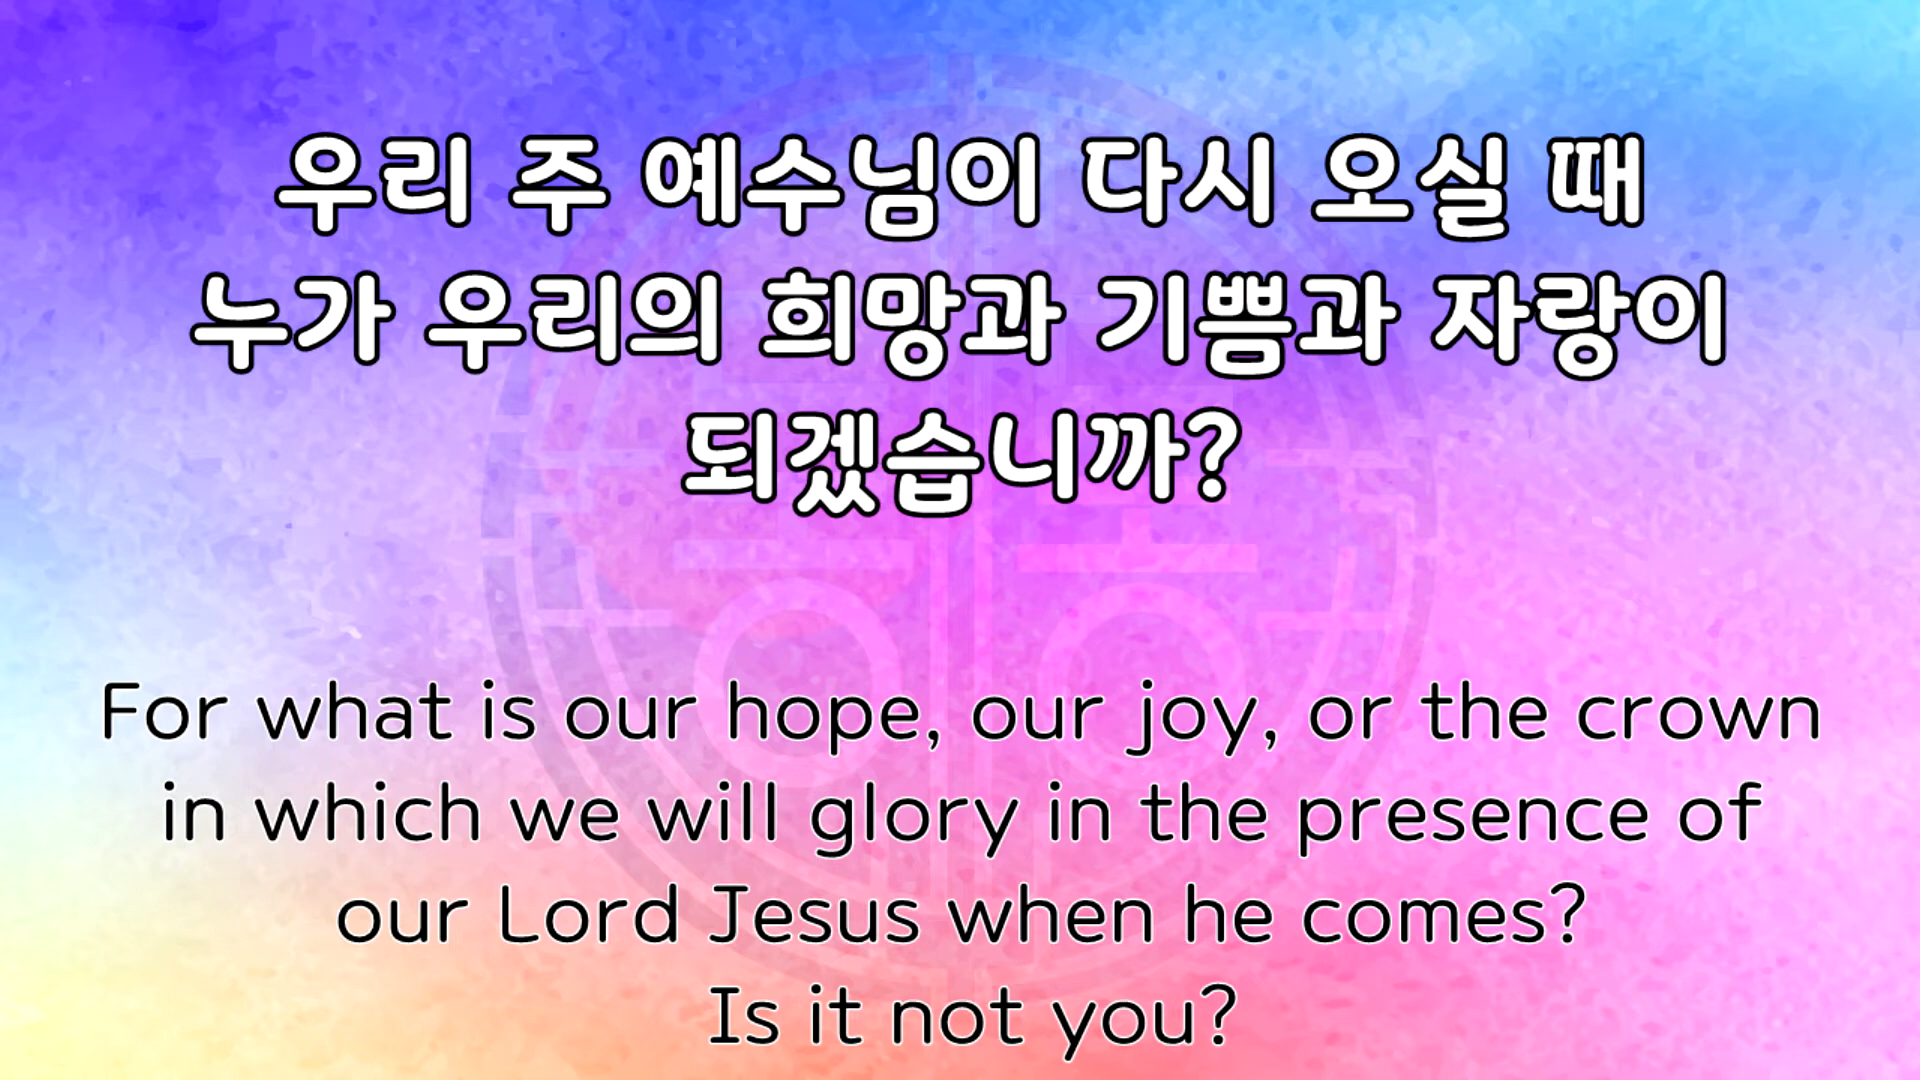 우리 주 예수님이 다시 오실 때
누가 우리의 희망과 기쁨과 자랑이
되겠습니까?
For what is our hope, our joy, or the crown
in which we will glory in the presence of
our Lord Jesus when he comes?
Is it not you?